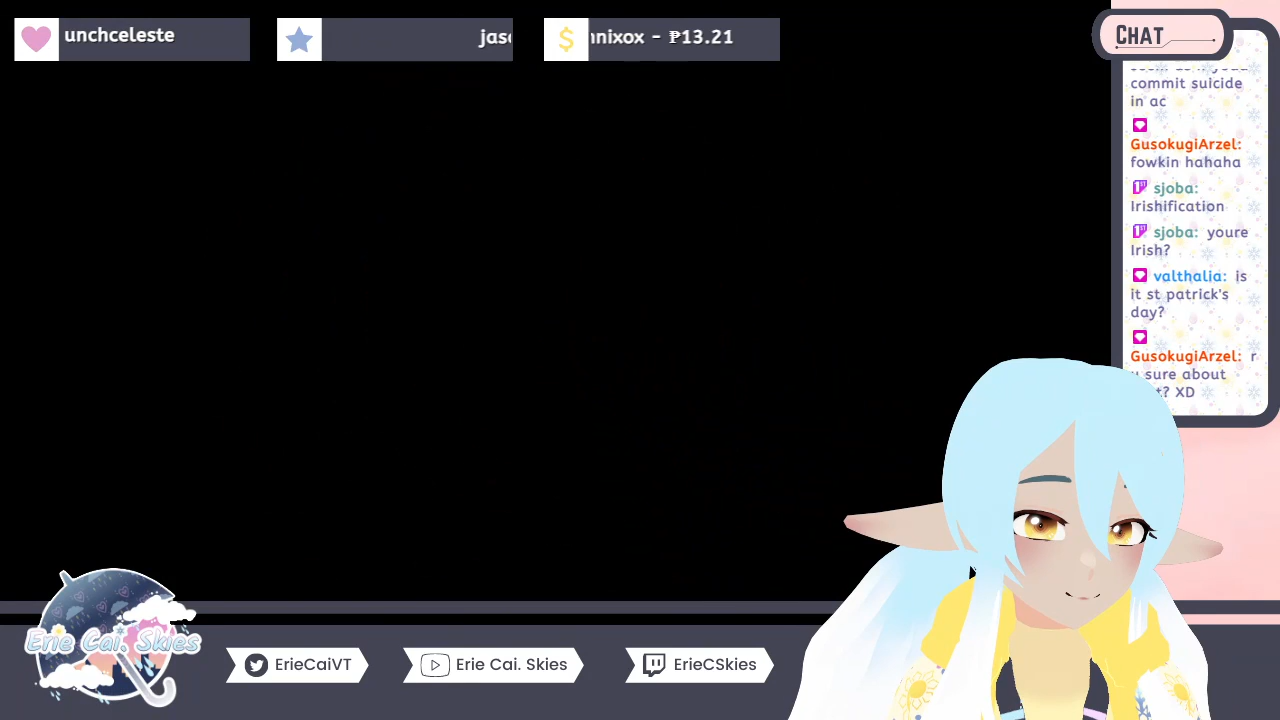 unchceleste
jas
nnixox - ₱13.21
CHAT
commit suicide
in ac
GusokugiArzel:
fowkin hahaha
sjoba:
Irishification
sjoba: youre
Irish?
valthalia: is
it st patrick's
day?
GusokugiArzel: r
sure about
? XD
Erie Cai. Skies
ErieCaiVT
Erie Cai. Skies
ErieCSkies